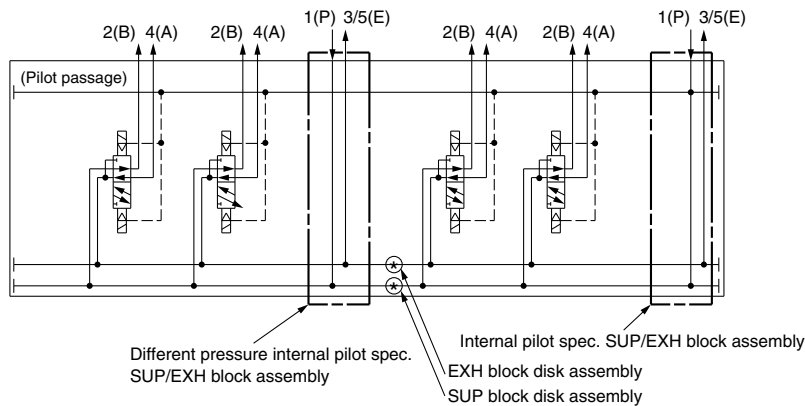 1(P) 3/5(E)
1(P) 3/5(E)
2(B) 4(A)
2(B) 4(A)
2(B) 4(A)
2(B) 4(A)
(Pilot passage)
*
*
Different pressure internal pilot spec.
SUP/EXH block assembly
Internal pilot spec. SUP/EXH block assembly
EXH block disk assembly
SUP block disk assembly